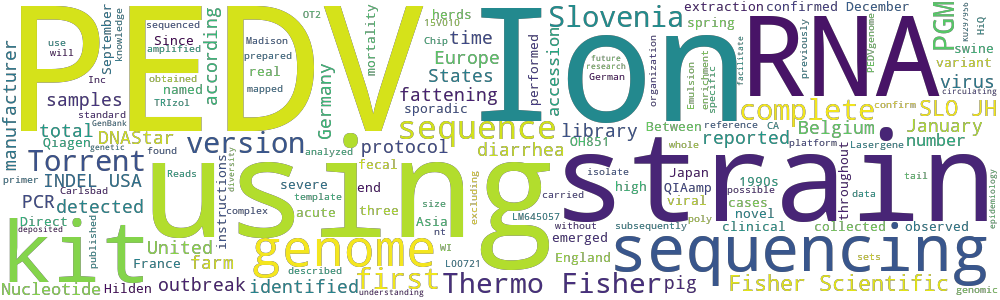 PEDV Ion RNA
using strain
kit genome sequencing
Slovenia PGM
Thermo Fisher
Torrent version sequence complete
SLO JH
Fisher Scientific
DNAStar INDEL USA
PCR detected
Nucleotide United farm first
outbreak identified
Hilden France
Direct published
deposited
manufacturer
samples
total
Qiagen
primer
Carlsbad
genetic
GenBank
standard
Inc
knowledge
use
will
September
sequenced
Since
amplified
named
obtained
TRIzol
found
according
OT2
Chip
Madison
prepared
real
mapped
Germany
mortality
herds
time
Europe
States
fattening
sporadic
protocol
library
diarrhea
instructions
Reads
diversity
severe
complex
analyzed
template
acute
described
understanding
fecal
viral
three
end
size
nt
WI
Asia
LM645057
LO0721
excluding
emerged
England
high
isolate
carried
without
subsequently
novel
cases
possible
clinical
1990s
QIAamp
Japan
OH851
Between
whole
reported
reference
CA
Belgium
platform
Lasergene
January
number
confirm
collected
observed
data
sets
poly
tail
throughout
genomic
epidemiology
pig
accession
performed
15V010
future
research
German
organization
Emulsion
enrichment
specific
facilitate
extraction
confirmed
December
spring
swine
variant
virus
previously
PEDVgenome
KU297956
HiQ
circulating